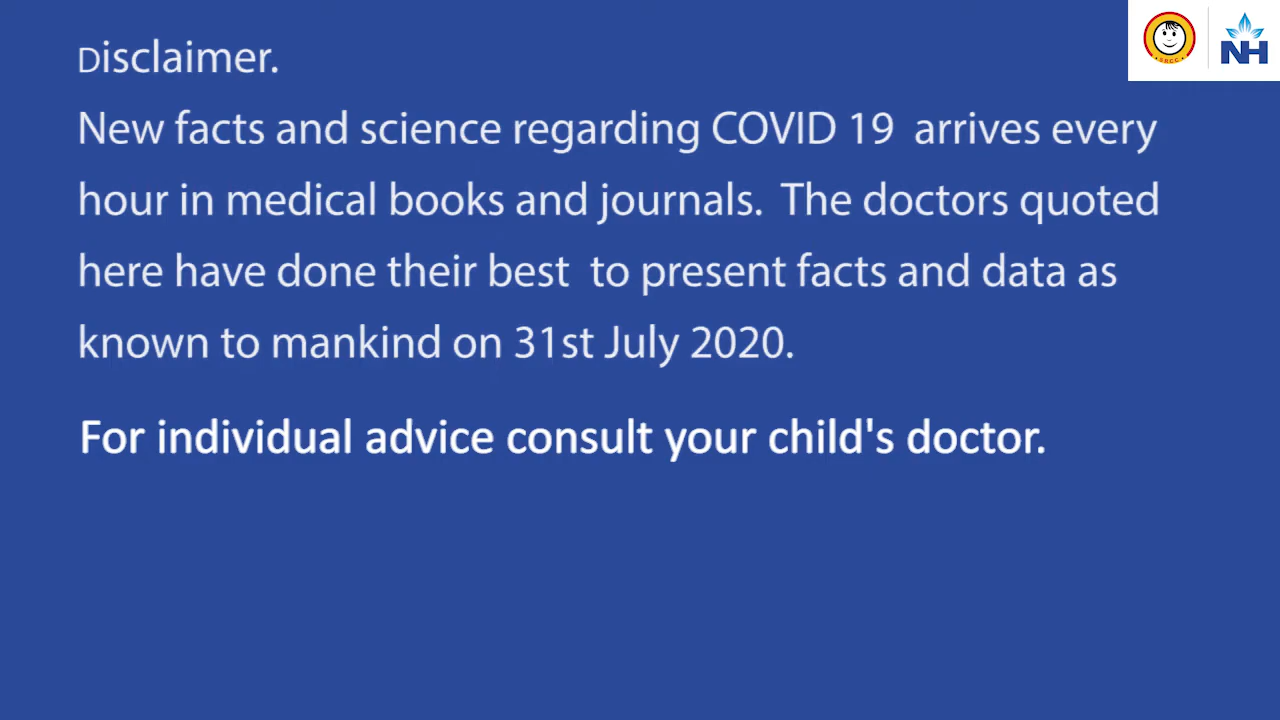 Disclaimer.
New facts and science regarding COVID 19 arrives every
hour in medical books and journals. The doctors quoted
here have done their best to present facts and data as
known to mankind on 31st July 2020.
For individual advice consult your child's doctor.
SRCC
NH